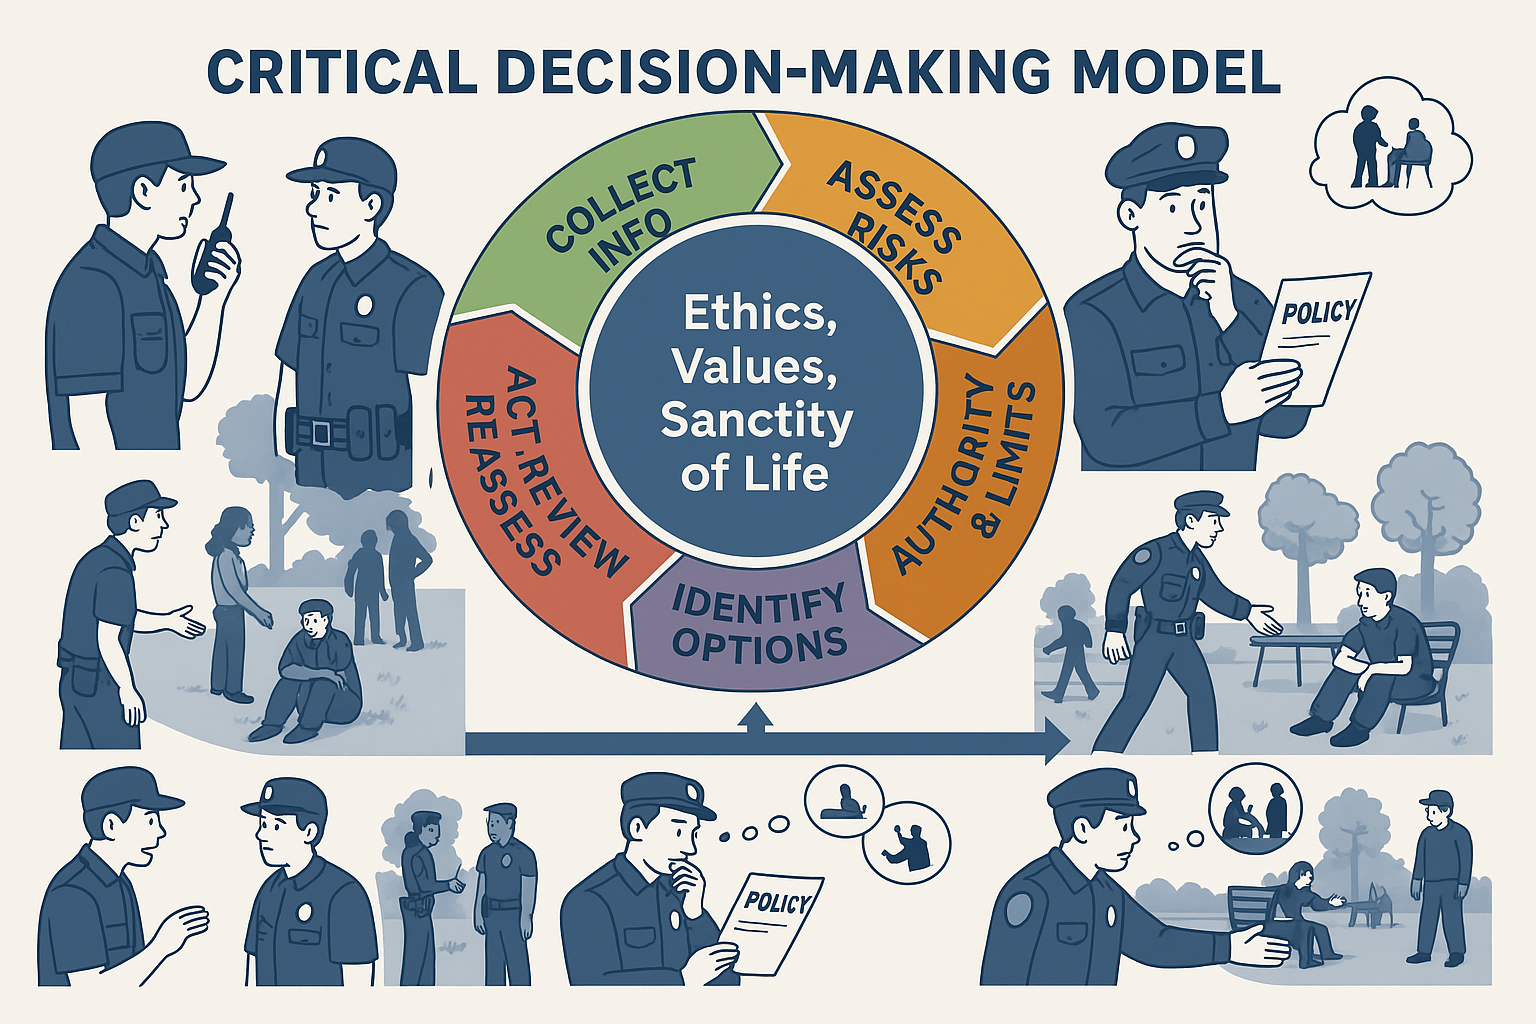 CRITICAL DECISION-MAKING MODEL
COLLECT
INFO
ASSESS
RISKS
AUTHORITY
& LIMITS
IDENTIFY
OPTIONS
ACT, REVIEW
REASSESS
Ethics,
Values,
Sanctity
of Life
POLICY
POLICY